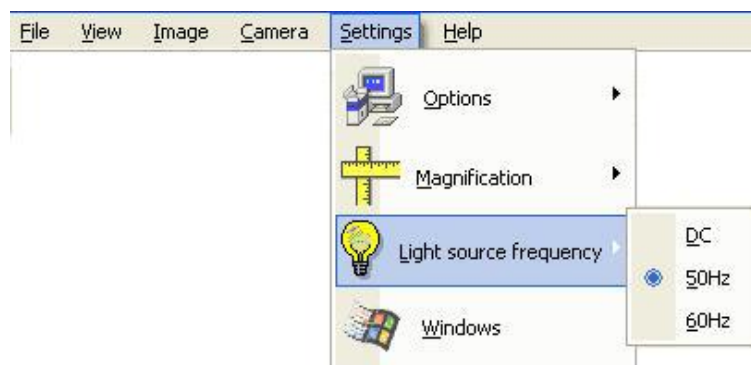 File View Image Camera Settings Help
Options
Magnification
Light source frequency
DC
50Hz
60Hz
Windows